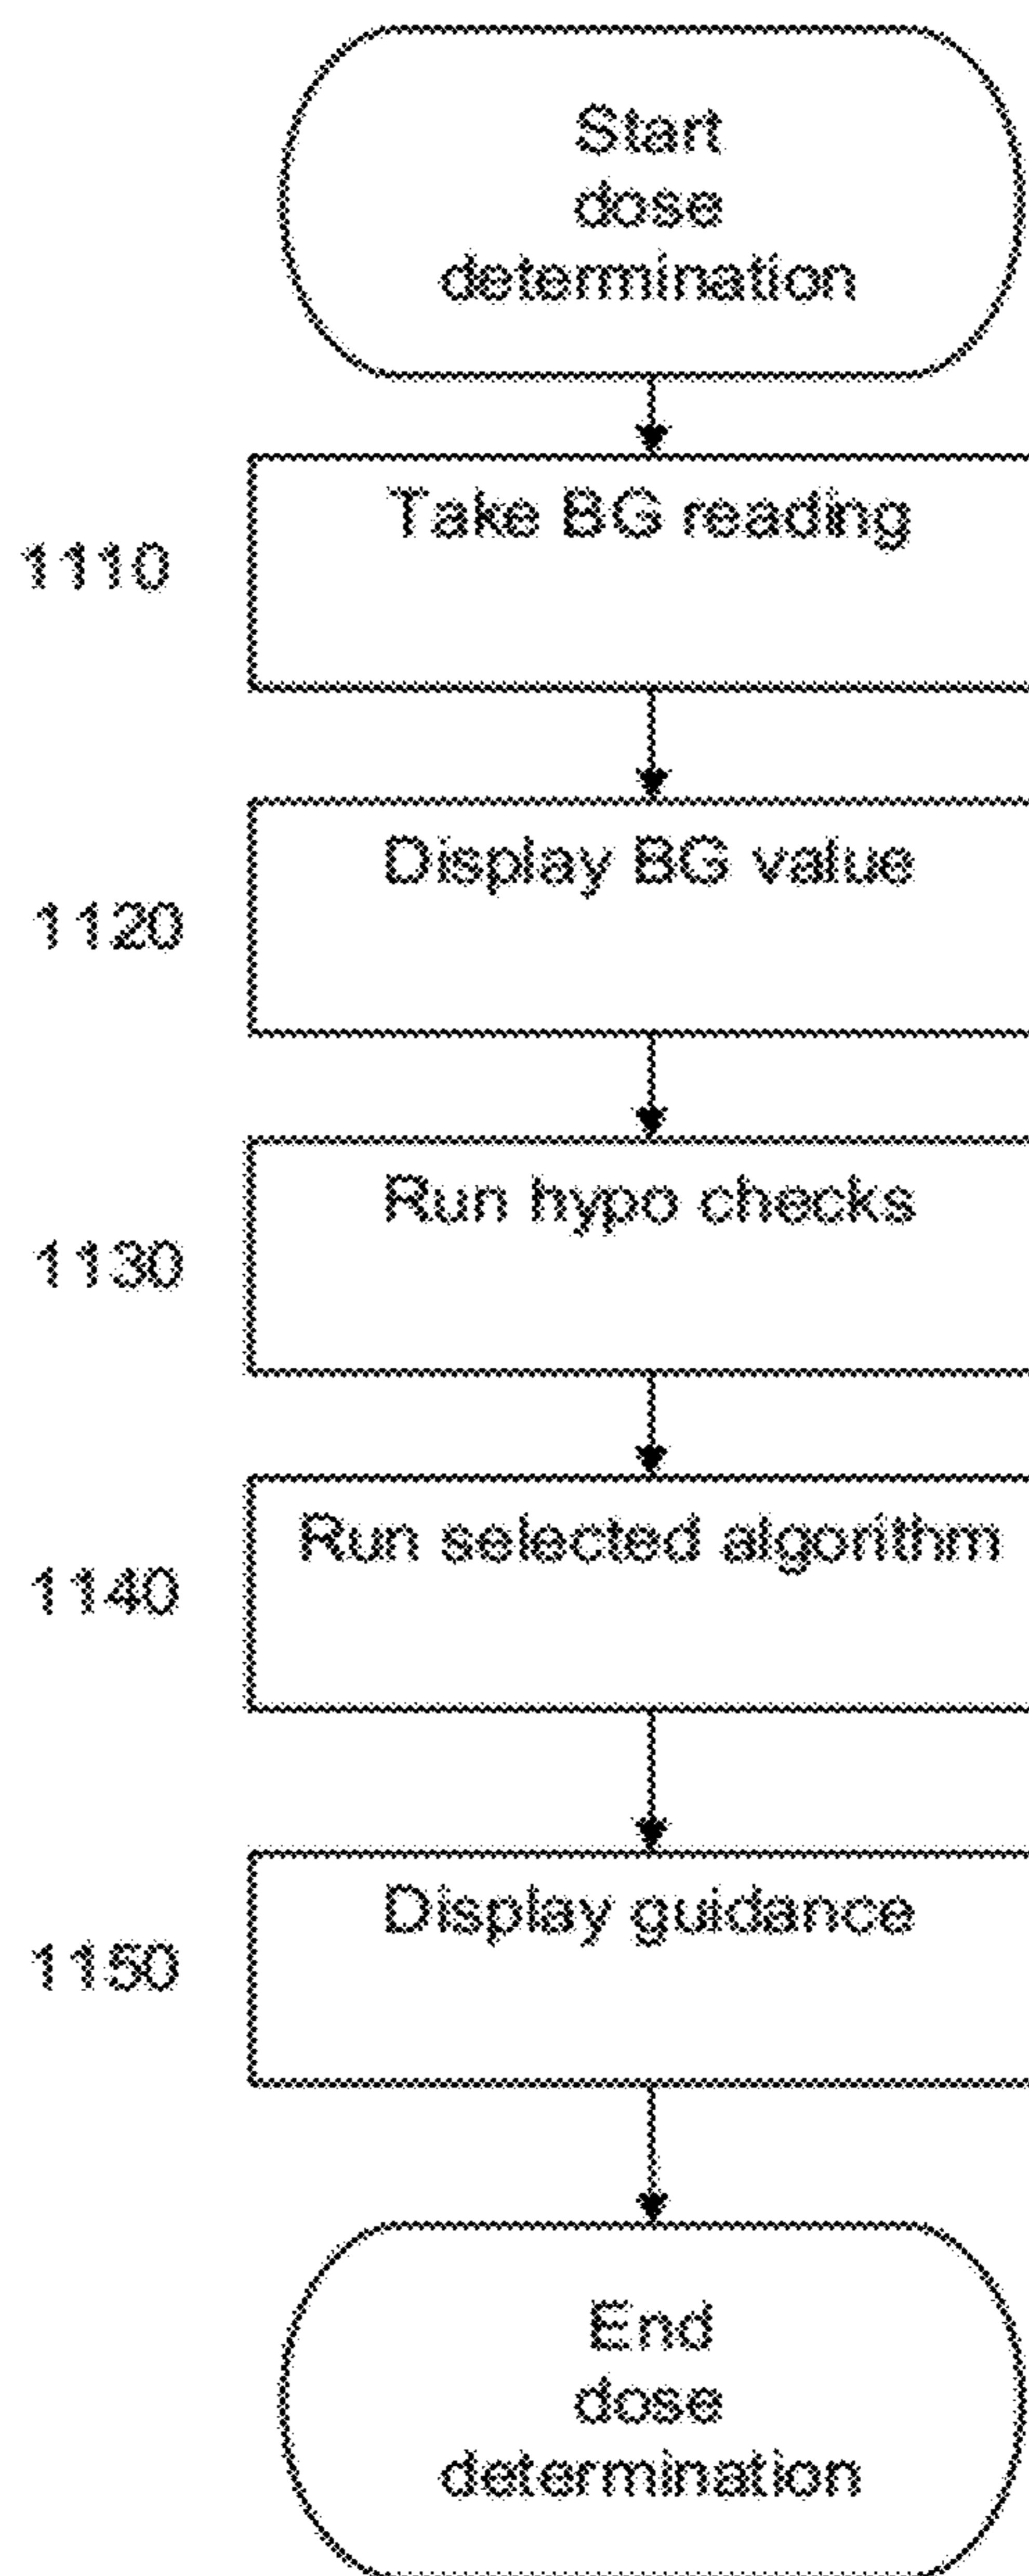 Start
dose
determination
Take BG reading
1110
Display BG value
1120
Run hypo checks
1130
Run selected algorithm
1140
Display guidance
1150
End
dose
determination